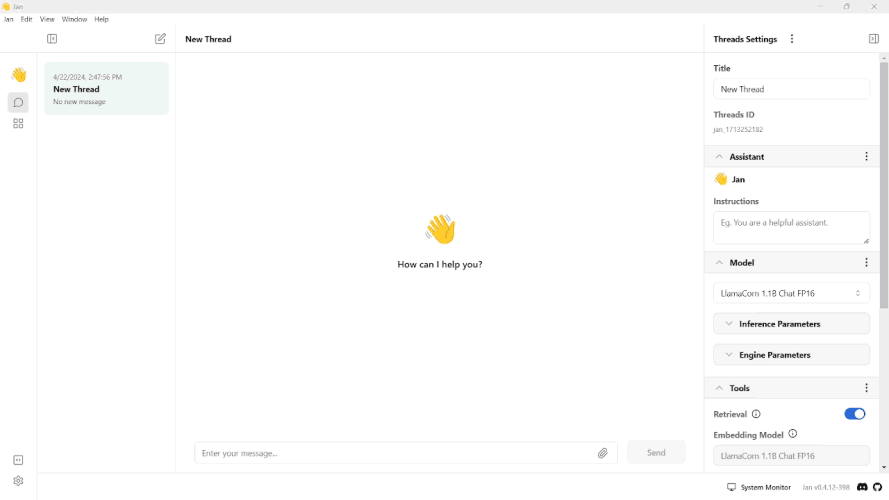 Jan
Jan Edit View Window Help
New Thread
Threads Settings
4/22/2024, 2:47:56 PM
New Thread
No new message
Title
New Thread
Threads ID
jan_1713252182
Assistant
Jan
Instructions
Eg. You are a helpful assistant.
Model
LlamaCorn 1.1B Chat FP16
Inference Parameters
Engine Parameters
Tools
Retrieval
Embedding Model
LlamaCorn 1.1B Chat FP16
How can I help you?
Enter your message...
Send
System Monitor
Jan v0.4.12-398